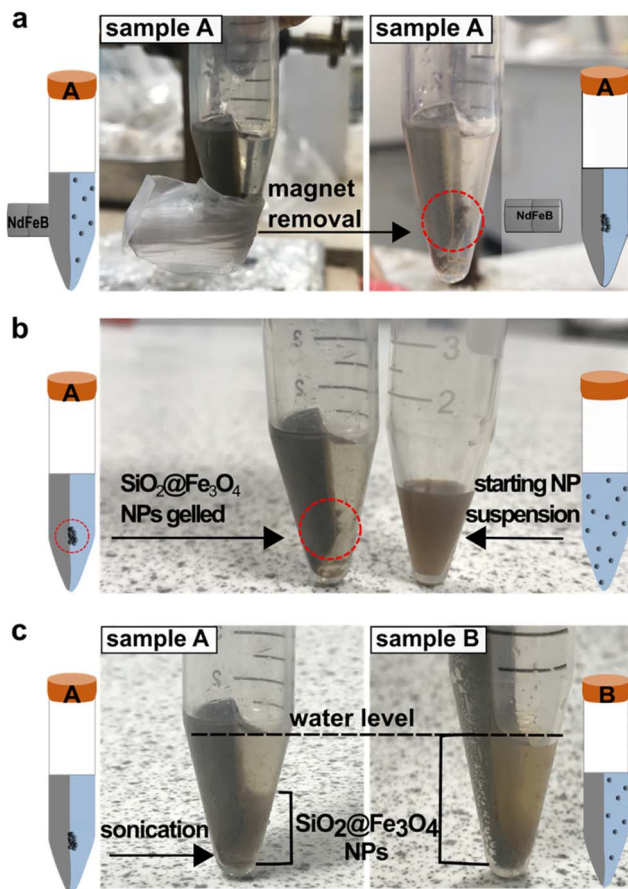 a
sample A
sample A
A
A
NdFeB
magnet
removal
NdFeB
b
A
3
3
2
SiO₂@Fe₃O₄
NPs gelled
starting NP
suspension
c
sample A
sample B
A
B
water level
sonication
SiO₂@Fe₃O₄
NPs